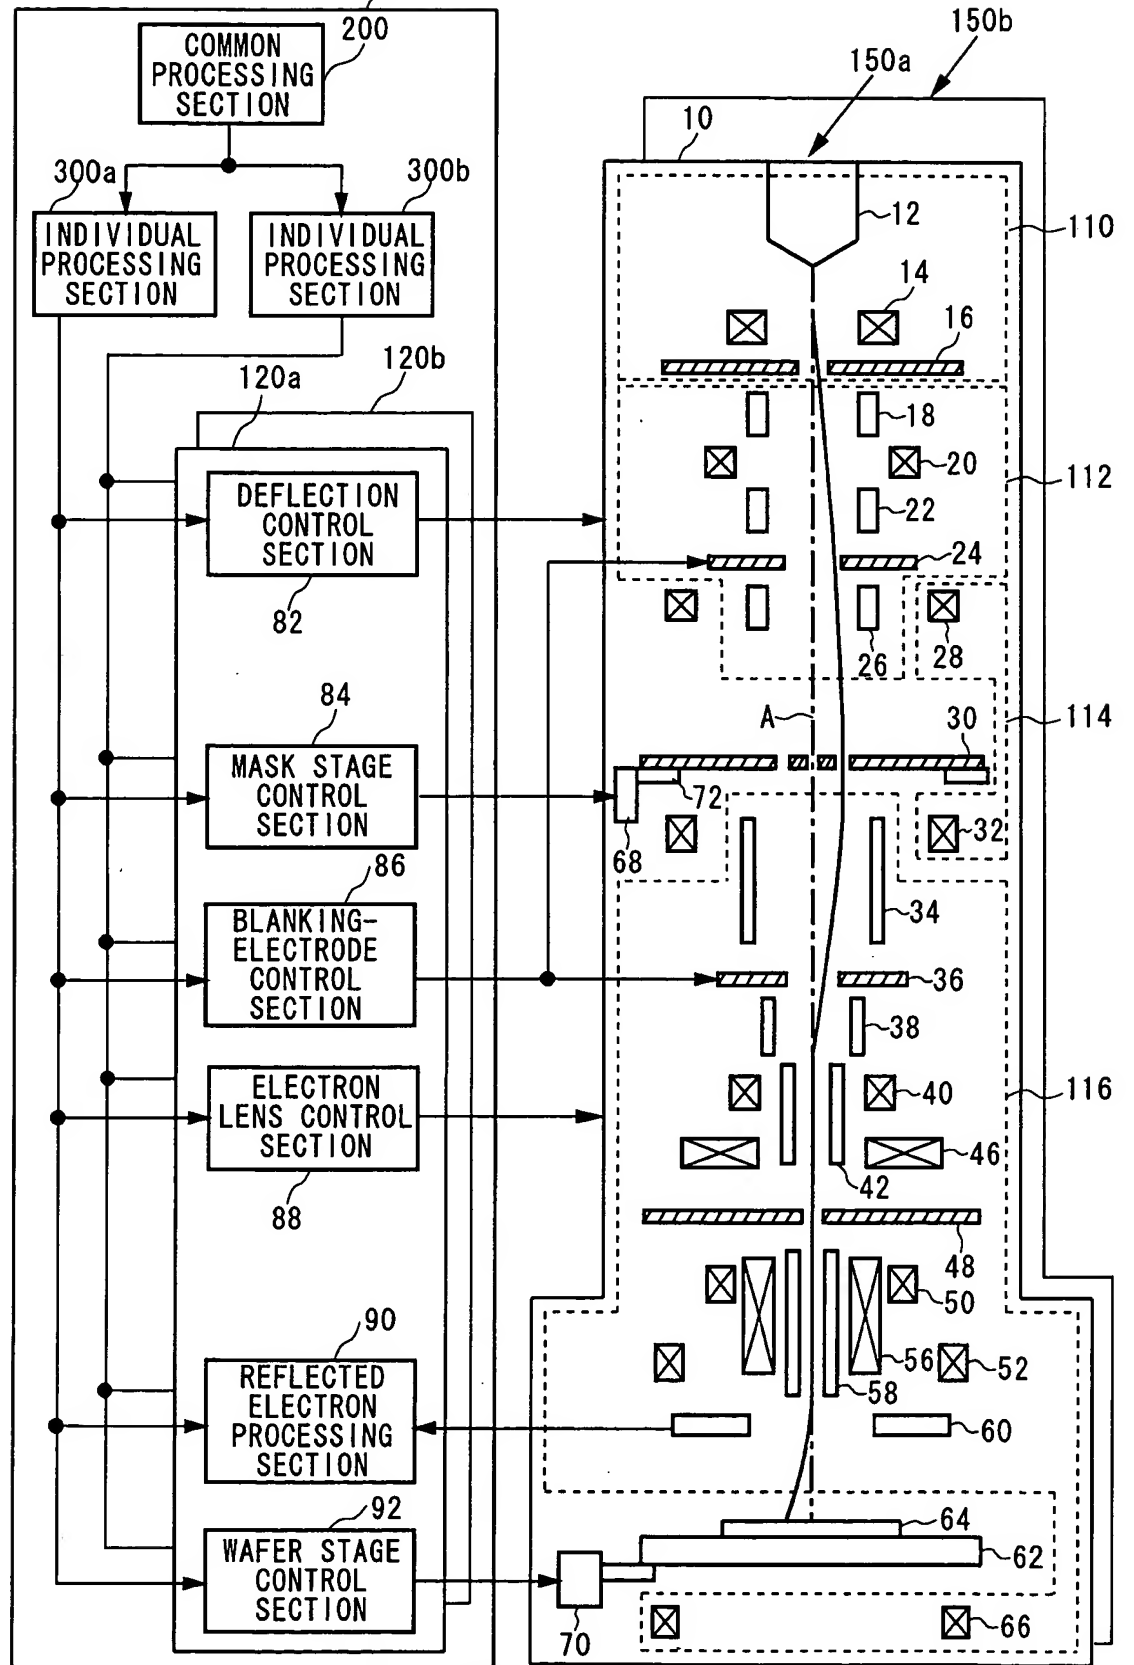 200
COMMON
PROCESSING
SECTION
150b
150a
10
300a
300b
INDIVIDUAL
PROCESSING
SECTION
INDIVIDUAL
PROCESSING
SECTION
12
110
14
16
120a
120b
18
20
112
22
24
26
28
DEFLECTION
CONTROL
SECTION
82
84
MASK STAGE
CONTROL
SECTION
A
30
114
72
68
32
86
BLANKING-
ELECTRODE
CONTROL
SECTION
34
36
38
ELECTRON
LENS CONTROL
SECTION
88
40
116
46
42
48
50
90
REFLECTED
ELECTRON
PROCESSING
SECTION
56
52
58
60
92
WAFER STAGE
CONTROL
SECTION
64
62
70
66